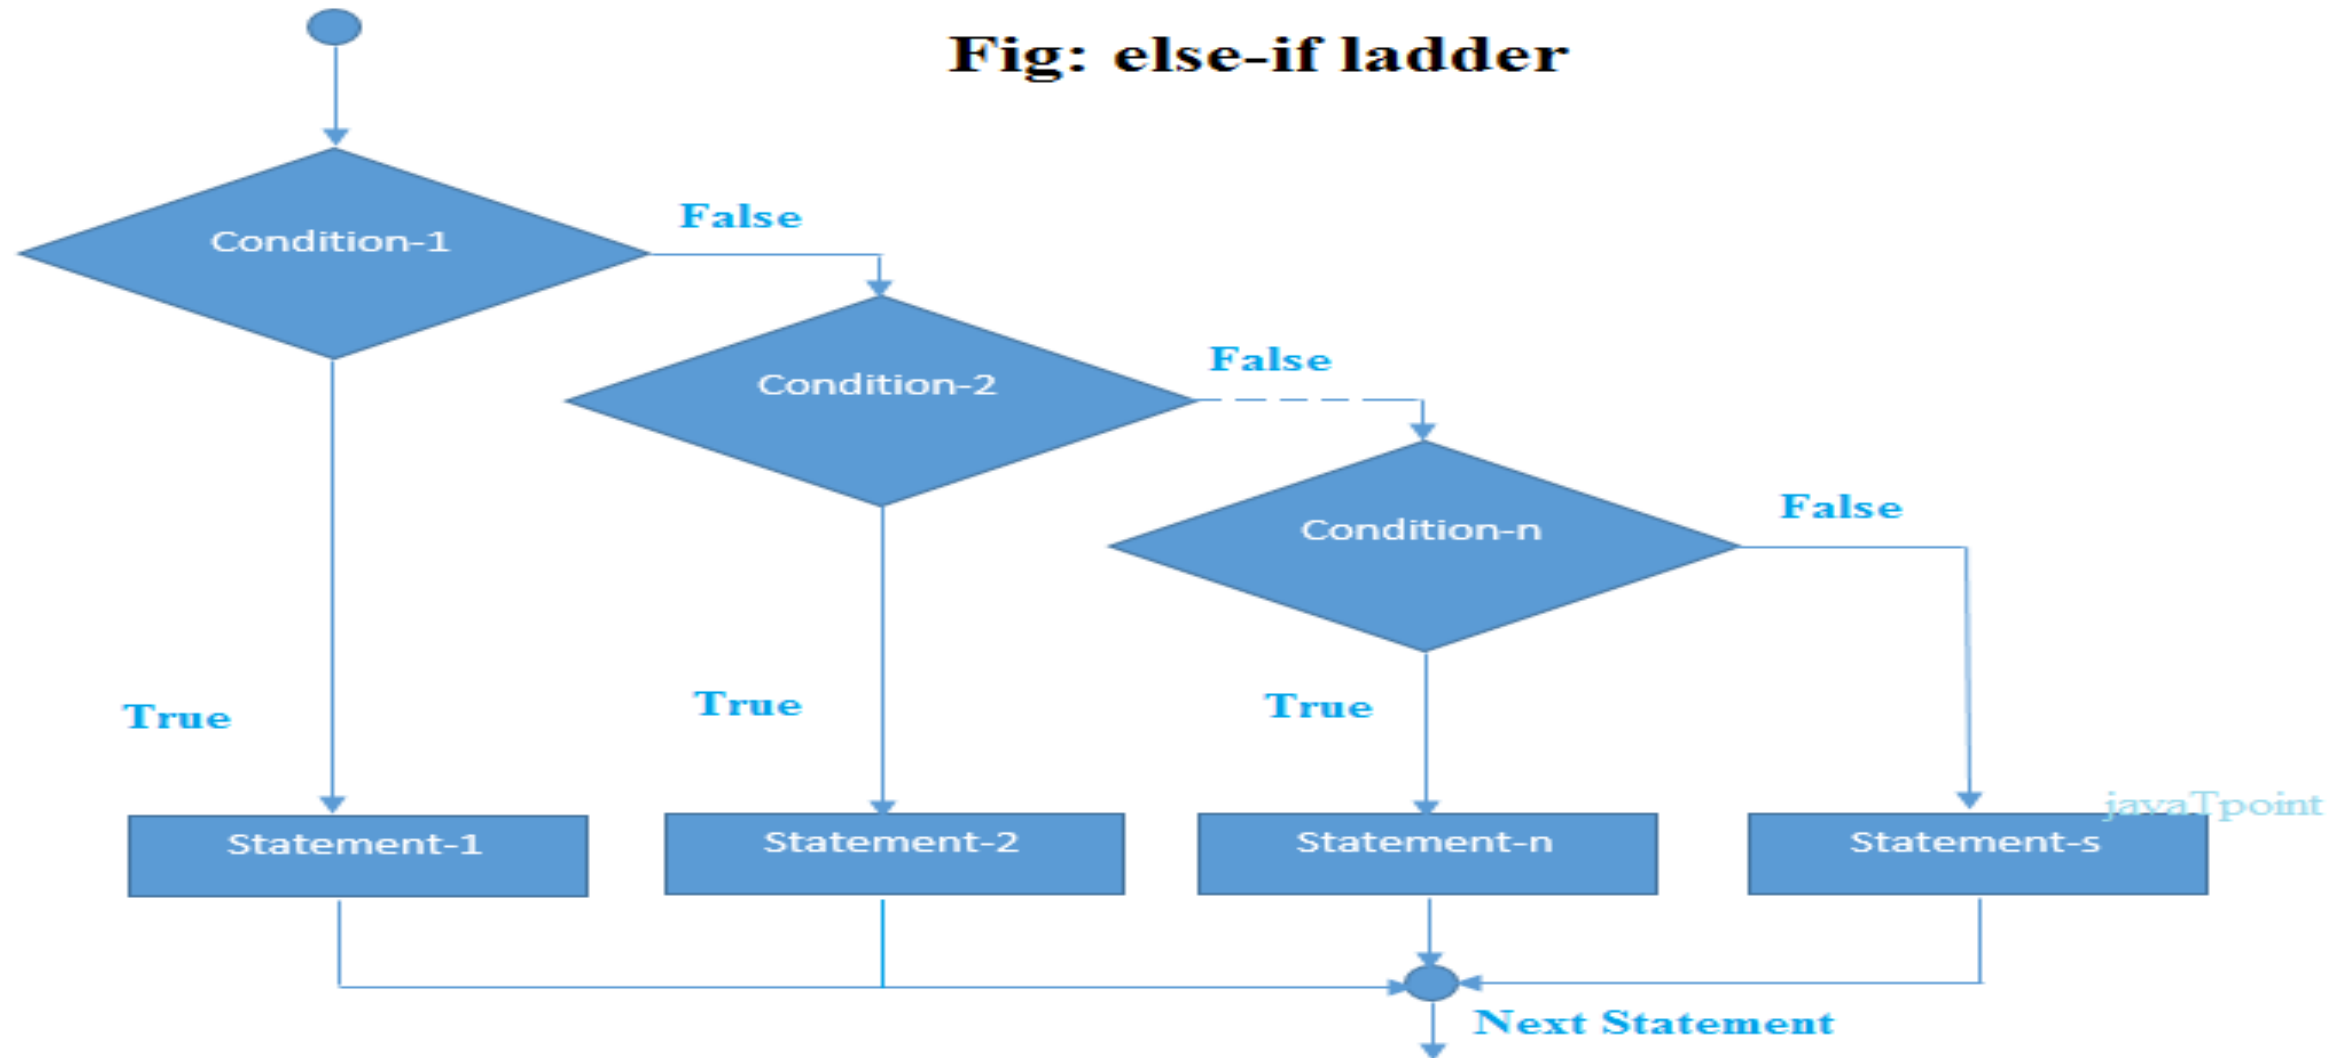 Fig: else-if ladder
Condition-1
False
Condition-2
False
Condition-n
False
True
True
True
Statement-1
Statement-2
Statement-n
Statement-s
javaTpoint
Next Statement